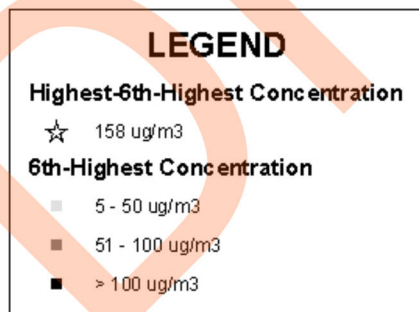 LEGEND
Highest-6th-Highest Concentration
158 ug/m3
6th-Highest Concentration
5 - 50 ug/m3
51 - 100 ug/m3
> 100 ug/m3